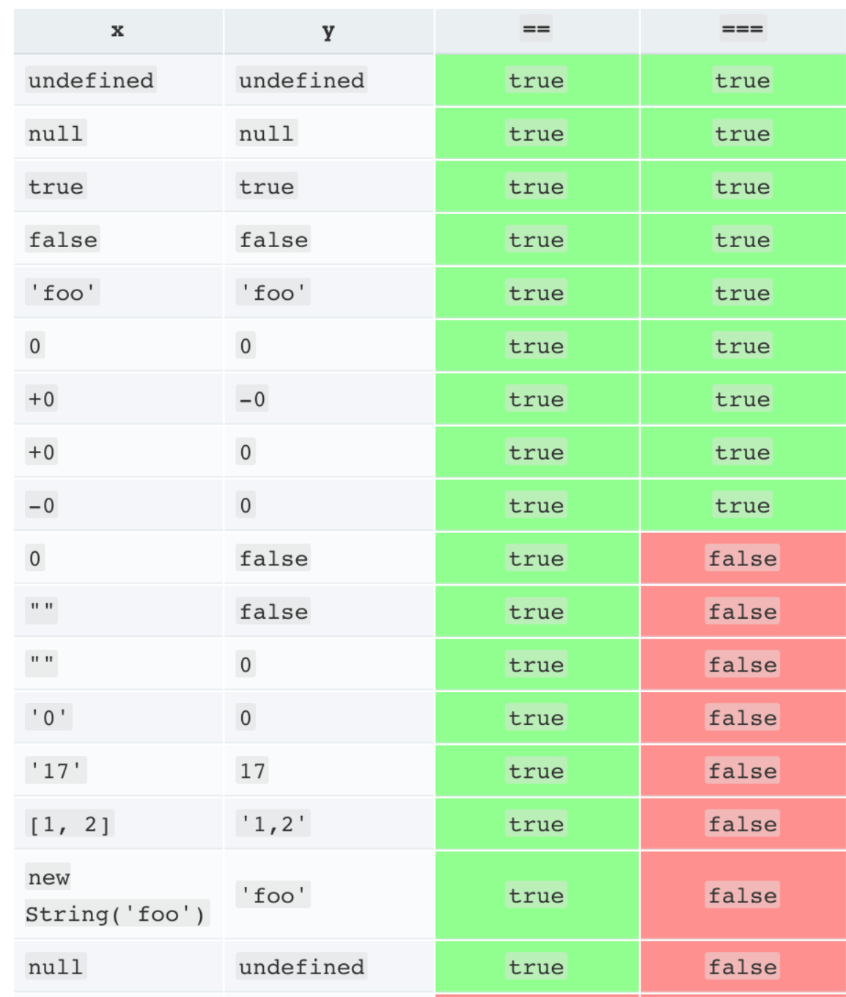 x y == ===
undefined undefined true true
null null true true
true true true true
false false true true
'foo' 'foo' true true
0 0 true true
+0 -0 true true
+0 0 true true
-0 0 true true
0 false true false
"" false true false
"" 0 true false
'0' 0 true false
'17' 17 true false
[1, 2] '1,2' true false
new
String('foo') 'foo' true false
null undefined true false